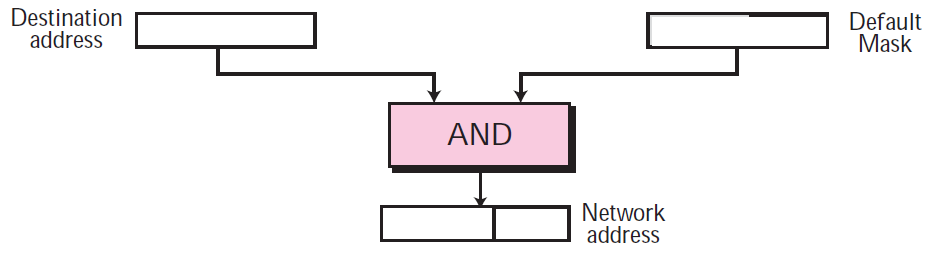 Destination
address
Default
Mask
AND
Network
address